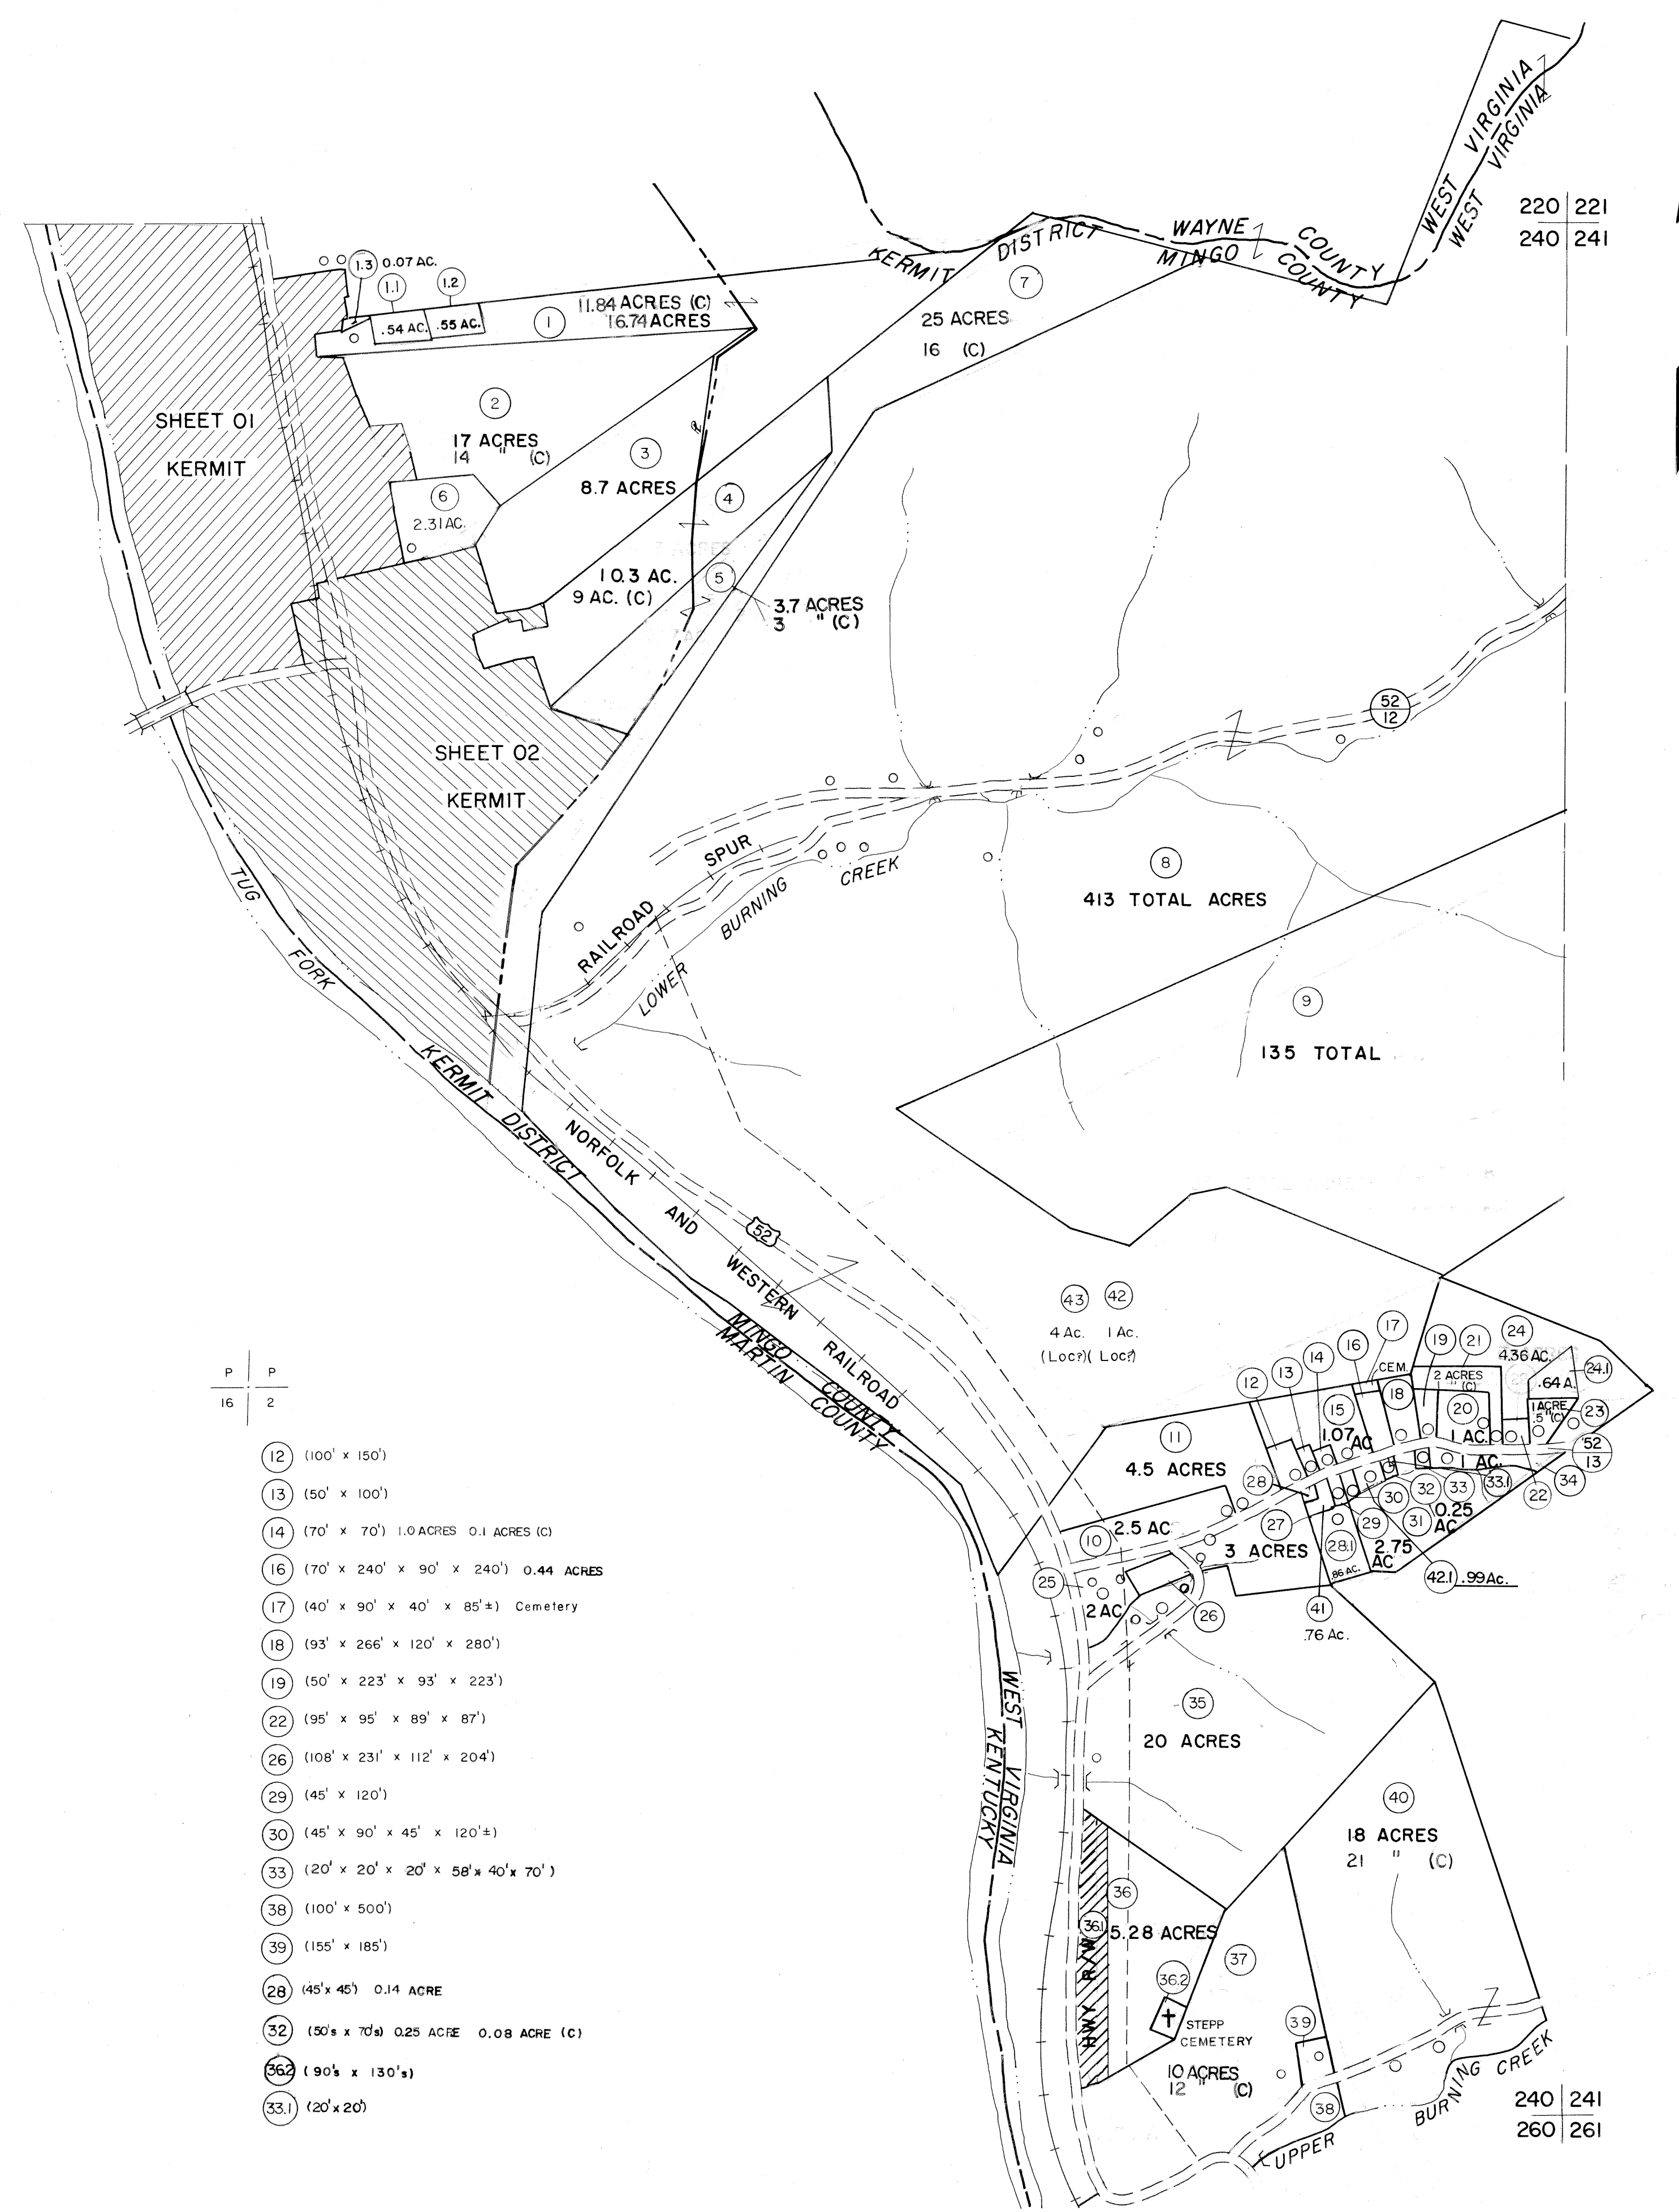 WEST VIRGINIA
WEST VIRGINIA
220 221
240 241
WAYNE COUNTY
MINGO COUNTY
KERMIT DISTRICT
7
25 ACRES
16 (C)
1.3 0.07 AC.
1.1
1.2
.54 AC.
.55 AC.
1
11.84 ACRES (C)
16.74 ACRES
SHEET 01
KERMIT
2
17 ACRES
14 " (C)
3
8.7 ACRES
4
6
2.31 AC.
10.3 AC.
9 AC. (C)
5
3.7 ACRES
3 " (C)
52
12
SHEET 02
KERMIT
RAILROAD SPUR
LOWER BURNING CREEK
8
413 TOTAL ACRES
9
135 TOTAL
TUG FORK
KERMIT DISTRICT
NORFOLK AND WESTERN RAILROAD
52
MINGO COUNTY
MARTIN COUNTY
43 42
4 Ac. 1 Ac.
(Loc?) ( Loc?)
12
13
14
16
17
CEM.
19
21
24
4.36 AC.
24.1
.64 A.
2 ACRES
(C)
18
20
1 ACRE
.5 " (C)
23
15
1.07 AC
1 AC.
1 AC.
52
13
11
4.5 ACRES
28
30
32
33
33.1
22
34
10
2.5 AC
27
3 ACRES
29
31
0.25 AC
28.1
.86 AC.
2.75 AC
42.1 .99 Ac.
25
2 AC
26
41
.76 Ac.
WEST VIRGINIA
KENTUCKY
35
20 ACRES
40
18 ACRES
21 " (C)
36
36.1
5.28 ACRES
HWY R/W
37
36.2
STEPP
CEMETERY
39
10 ACRES
12 " (C)
38
UPPER BURNING CREEK
240 241
260 261
P P
16 2
12 (100' x 150')
13 (50' x 100')
14 (70' x 70') 1.0 ACRES 0.1 ACRES (C)
16 (70' x 240' x 90' x 240') 0.44 ACRES
17 (40' x 90' x 40' x 85'±) Cemetery
18 (93' x 266' x 120' x 280')
19 (50' x 223' x 93' x 223')
22 (95' x 95' x 89' x 87')
26 (108' x 231' x 112' x 204')
29 (45' x 120')
30 (45' x 90' x 45' x 120'±)
33 (20' x 20' x 20' x 58' x 40' x 70')
38 (100' x 500')
39 (155' x 185')
28 (45' x 45') 0.14 ACRE
32 (50's x 70's) 0.25 ACRE 0.08 ACRE (C)
36.2 (90's x 130's)
33.1 (20' x 20')